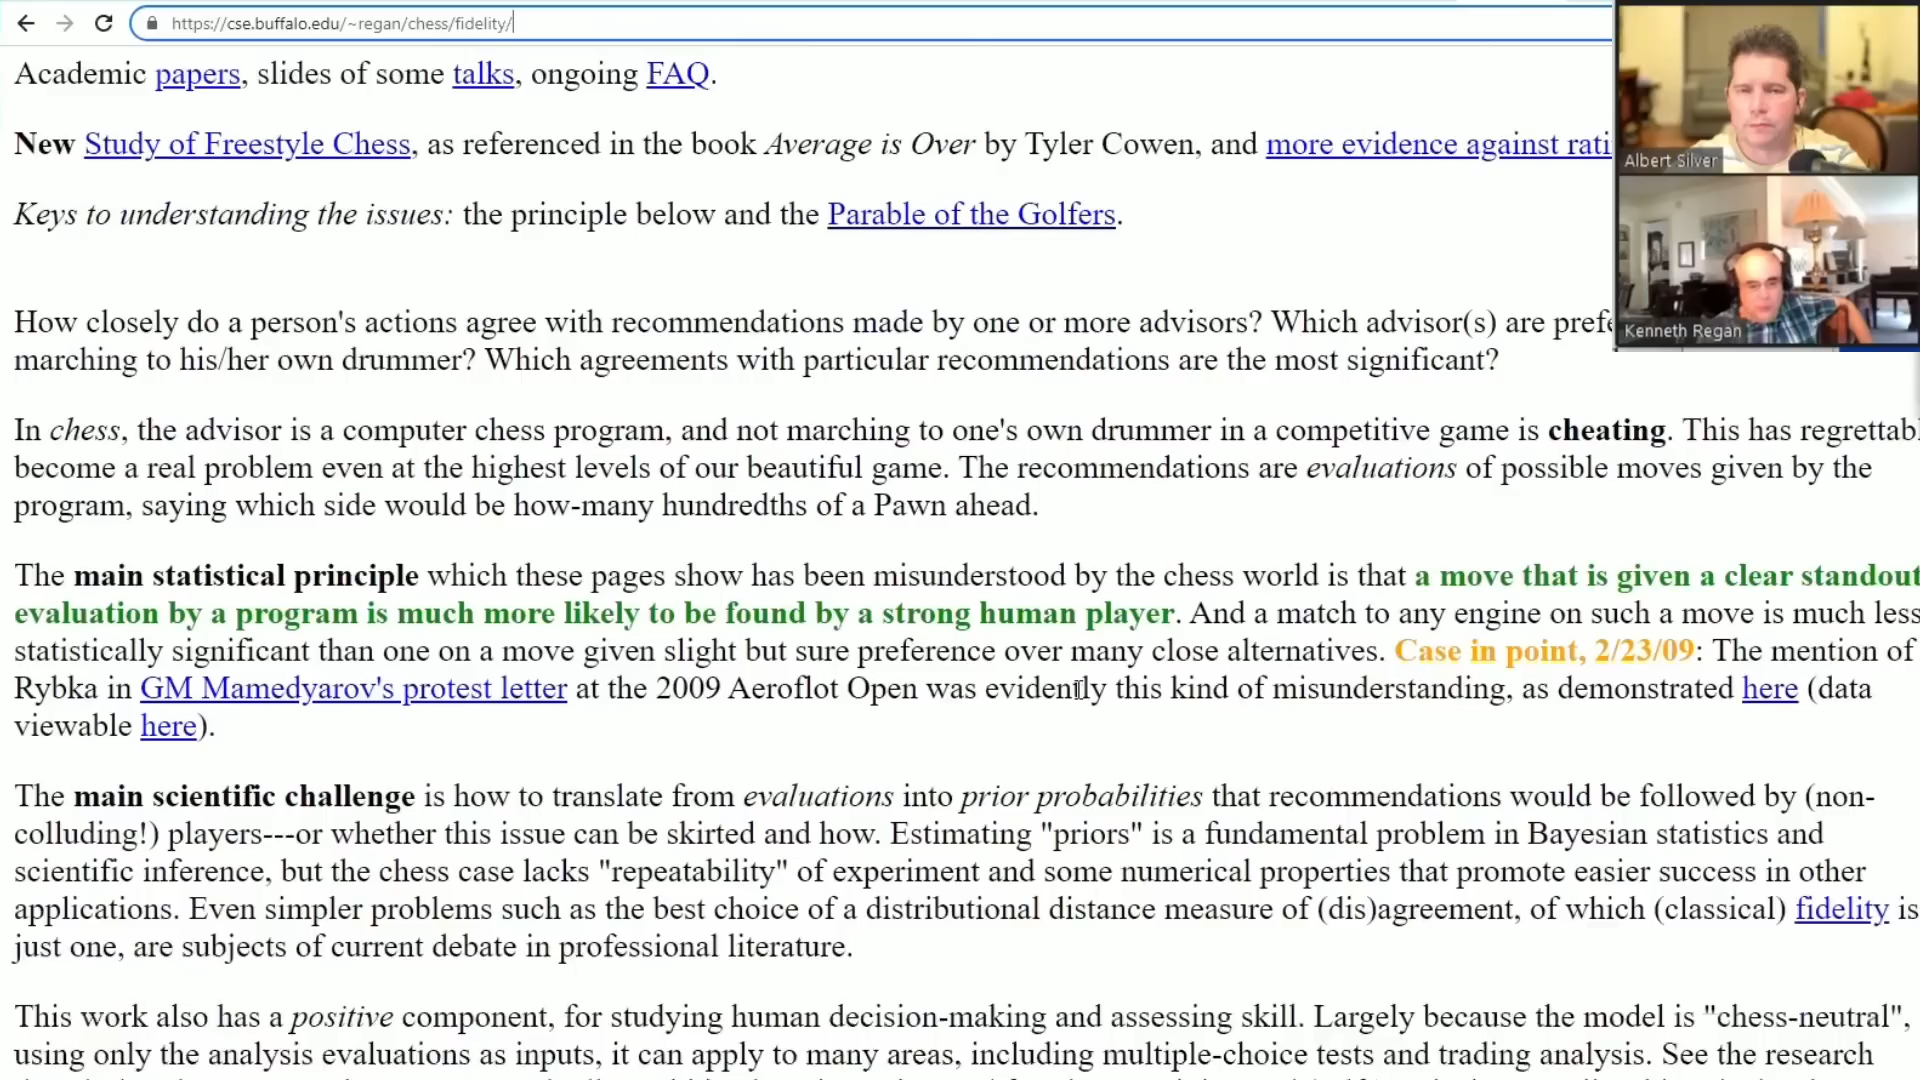 https://cse.buffalo.edu/~regan/chess/fidelity/
Academic papers, slides of some talks, ongoing FAQ.
New Study of Freestyle Chess, as referenced in the book Average is Over by Tyler Cowen, and more evidence against rati
Albert Silver
Keys to understanding the issues: the principle below and the Parable of the Golfers.
How closely do a person's actions agree with recommendations made by one or more advisors? Which advisor(s) are prefe
Kenneth Regan
marching to his/her own drummer? Which agreements with particular recommendations are the most significant?
In chess, the advisor is a computer chess program, and not marching to one's own drummer in a competitive game is cheating. This has regrettabl
become a real problem even at the highest levels of our beautiful game. The recommendations are evaluations of possible moves given by the
program, saying which side would be how-many hundredths of a Pawn ahead.
The main statistical principle which these pages show has been misunderstood by the chess world is that a move that is given a clear standout
evaluation by a program is much more likely to be found by a strong human player. And a match to any engine on such a move is much less
statistically significant than one on a move given slight but sure preference over many close alternatives. Case in point, 2/23/09: The mention of
Rybka in GM Mamedyarov's protest letter at the 2009 Aeroflot Open was evidently this kind of misunderstanding, as demonstrated here (data
viewable here).
The main scientific challenge is how to translate from evaluations into prior probabilities that recommendations would be followed by (non-
colluding!) players---or whether this issue can be skirted and how. Estimating "priors" is a fundamental problem in Bayesian statistics and
scientific inference, but the chess case lacks "repeatability" of experiment and some numerical properties that promote easier success in other
applications. Even simpler problems such as the best choice of a distributional distance measure of (dis)agreement, of which (classical) fidelity is
just one, are subjects of current debate in professional literature.
This work also has a positive component, for studying human decision-making and assessing skill. Largely because the model is "chess-neutral",
using only the analysis evaluations as inputs, it can apply to many areas, including multiple-choice tests and trading analysis. See the research